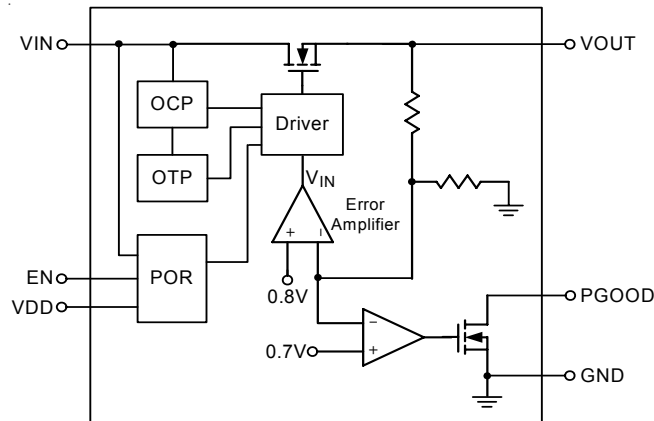 VIN
VOUT
OCP
Driver
OTP
VIN
Error
Amplifier
+ −
EN
POR
VDD
0.8V
PGOOD
−
0.7V
+
GND